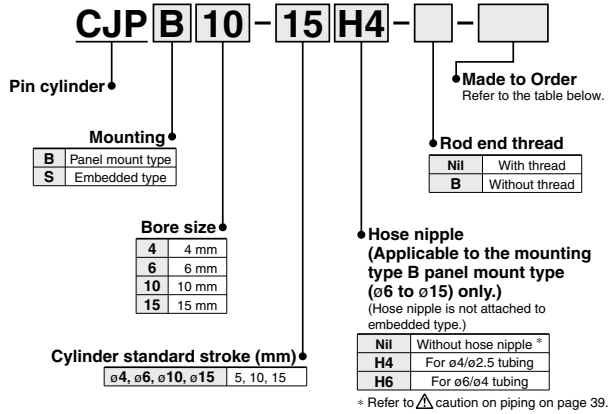 CJP B 10 - 15 H4 - -
Pin cylinder
Made to Order
Refer to the table below.
Mounting
B Panel mount type
S Embedded type
Rod end thread
Nil With thread
B Without thread
Bore size
4 4 mm
6 6 mm
10 10 mm
15 15 mm
Hose nipple
(Applicable to the mounting
type B panel mount type
(ø6 to ø15) only.)
(Hose nipple is not attached to
embedded type.)
Nil Without hose nipple *
H4 For ø4/ø2.5 tubing
H6 For ø6/ø4 tubing
* Refer to ⚠ caution on piping on page 39.
Cylinder standard stroke (mm)
ø4, ø6, ø10, ø15 5, 10, 15